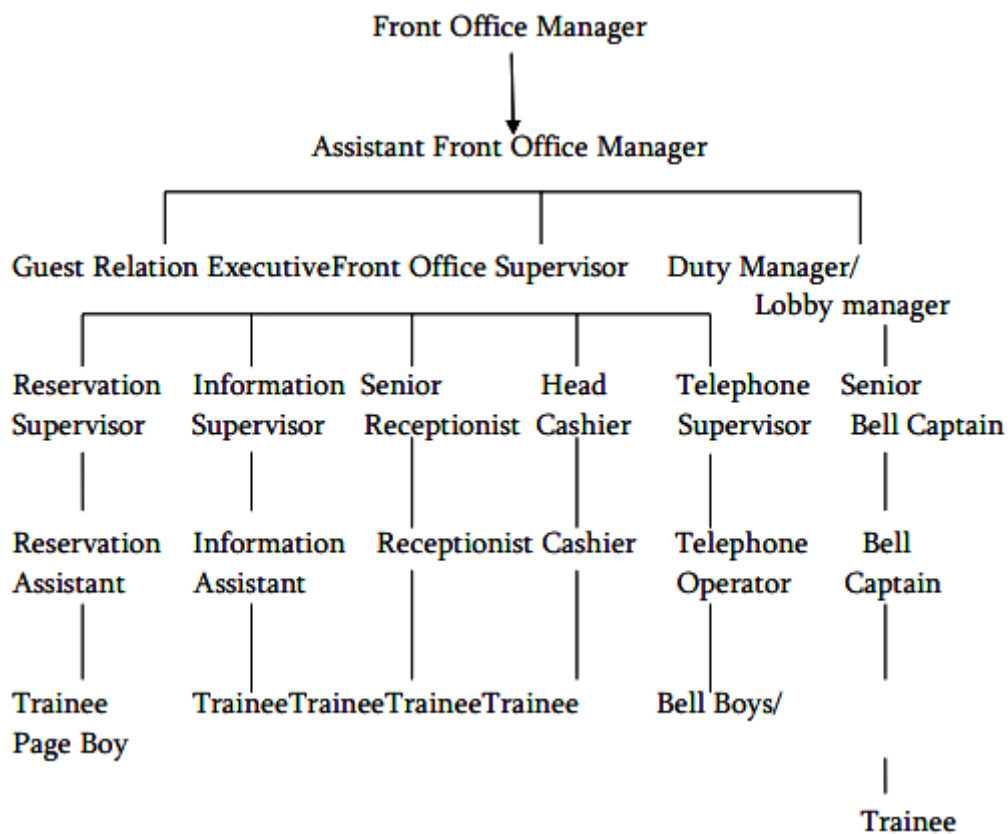 Front Office Manager
Assistant Front Office Manager
Guest Relation ExecutiveFront Office Supervisor Duty Manager/
Lobby manager
Reservation Information Senior Head Telephone Senior
Supervisor Supervisor Receptionist Cashier Supervisor Bell Captain
Reservation Information Receptionist Cashier Telephone Bell
Assistant Assistant Operator Captain
Trainee TraineeTraineeTraineeTrainee Bell Boys/
Page Boy
Trainee